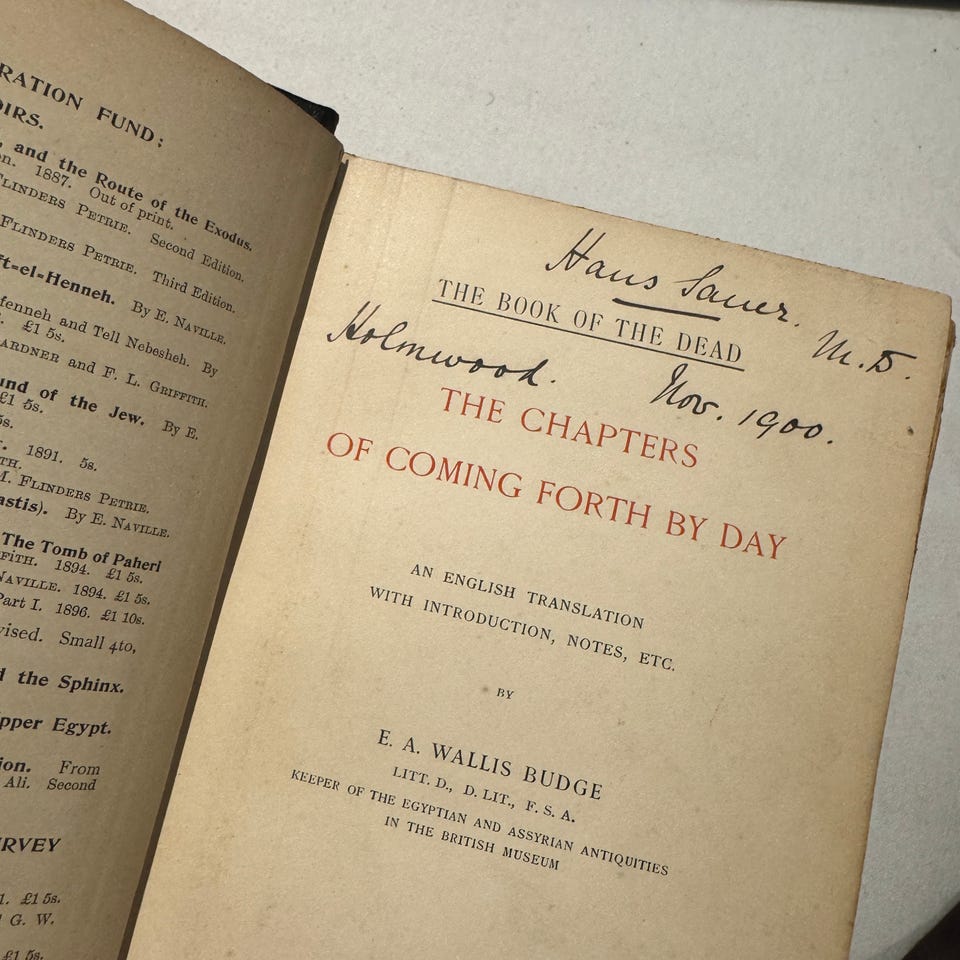 RATION FUND;
OIRS.
, and the Route of the Exodus.
on. 1887. Out of print.
FLINDERS PETRIE. Second Edition.
FLINDERS PETRIE. Third Edition.
ft-el-Henneh. By E. NAVILLE.
fenneh and Tell Nebesheh. By
£1 5s.
ARDNER and F. L. GRIFFITH.
und of the Jew. By E.
£1 5s.
5s.
. 1891. 5s.
TH.
M. FLINDERS PETRIE.
astis). By E. NAVILLE.
The Tomb of Paheri
FFITH. 1894. £1 5s.
NAVILLE. 1894. £1 5s.
Part I. 1896. £1 10s.
vised. Small 4to,
d the Sphinx.
pper Egypt.
ion. From
Ali. Second
RVEY
1. £1 5s.
G. W.
£1 5s.
Hans Sauer. M.D.
THE BOOK OF THE DEAD
Holmwood. Nov. 1900.
THE CHAPTERS
OF COMING FORTH BY DAY
AN ENGLISH TRANSLATION
WITH INTRODUCTION, NOTES, ETC.
BY
E. A. WALLIS BUDGE
LITT. D., D. LIT., F. S. A.
KEEPER OF THE EGYPTIAN AND ASSYRIAN ANTIQUITIES
IN THE BRITISH MUSEUM